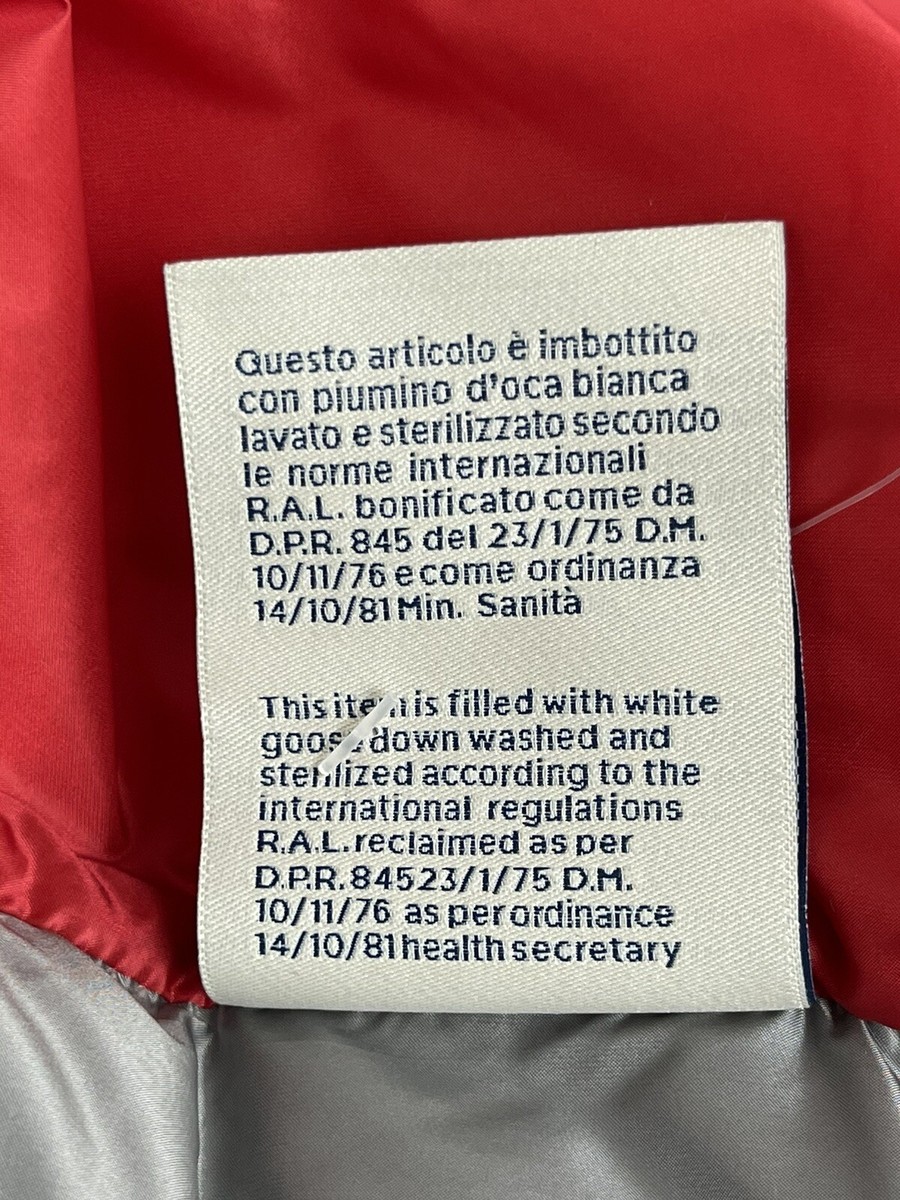 Questo articolo è imbottito
con piumino d'oca bianca
lavato e sterilizzato secondo
le norme internazionali
R.A.L. bonificato come da
D.P.R. 845 del 23/1/75 D.M.
10/11/76 e come ordinanza
14/10/81 Min. Sanità
This item is filled with white
goose down washed and
sterilized according to the
international regulations
R.A.L. reclaimed as per
D.P.R. 845 23/1/75 D.M.
10/11/76 as per ordinance
14/10/81 health secretary